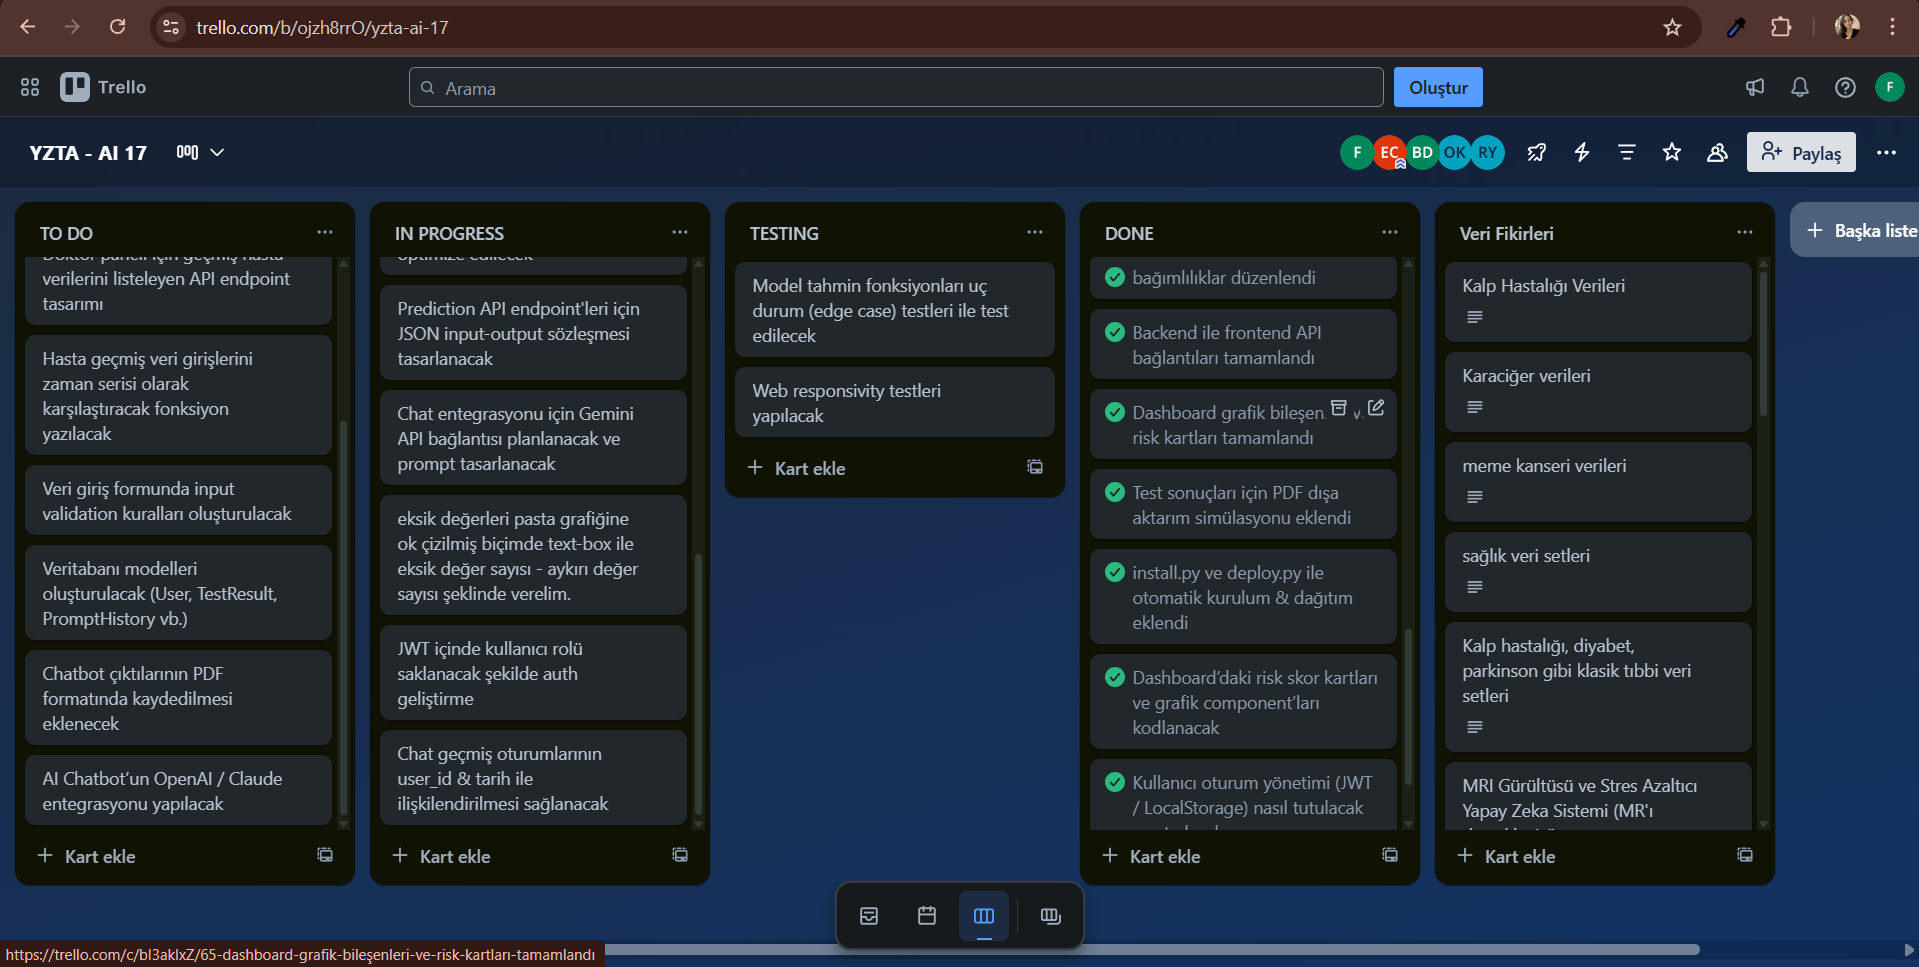 trello.com/b/ojzh8rrO/yzta-ai-17
Trello
Arama
Oluştur
F
YZTA - AI 17
F
EC
BD
OK
RY
Paylaş
TO DO
verilerini listeleyen API endpoint
tasarımı
Hasta geçmiş veri girişlerini
zaman serisi olarak
karşılaştıracak fonksiyon
yazılacak
Veri giriş formunda input
validation kuralları oluşturulacak
Veritabanı modelleri
oluşturulacak (User, TestResult,
PromptHistory vb.)
Chatbot çıktılarının PDF
formatında kaydedilmesi
eklenecek
AI Chatbot’un OpenAI / Claude
entegrasyonu yapılacak
Kart ekle
IN PROGRESS
optimize edilecek
Prediction API endpoint'leri için
JSON input-output sözleşmesi
tasarlanacak
Chat entegrasyonu için Gemini
API bağlantısı planlanacak ve
prompt tasarlanacak
eksik değerleri pasta grafiğine
ok çizilmiş biçimde text-box ile
eksik değer sayısı - aykırı değer
sayısı şeklinde verelim.
JWT içinde kullanıcı rolü
saklanacak şekilde auth
geliştirme
Chat geçmiş oturumlarının
user_id & tarih ile
ilişkilendirilmesi sağlanacak
Kart ekle
TESTING
Model tahmin fonksiyonları uç
durum (edge case) testleri ile test
edilecek
Web responsivity testleri
yapılacak
Kart ekle
DONE
bağımlılıklar düzenlendi
Backend ile frontend API
bağlantıları tamamlandı
Dashboard grafik bileşen
risk kartları tamamlandı
Test sonuçları için PDF dışa
aktarım simülasyonu eklendi
install.py ve deploy.py ile
otomatik kurulum & dağıtım
eklendi
Dashboard’daki risk skor kartları
ve grafik component’ları
kodlanacak
Kullanıcı oturum yönetimi (JWT
/ LocalStorage) nasıl tutulacak
Kart ekle
Veri Fikirleri
Kalp Hastalığı Verileri
Karaciğer verileri
meme kanseri verileri
sağlık veri setleri
Kalp hastalığı, diyabet,
parkinson gibi klasik tıbbi veri
setleri
MRI Gürültüsü ve Stres Azaltıcı
Yapay Zeka Sistemi (MR'ı
Kart ekle
Başka liste
https://trello.com/c/bl3aklxZ/65-dashboard-grafik-bileşenleri-ve-risk-kartları-tamamlandı